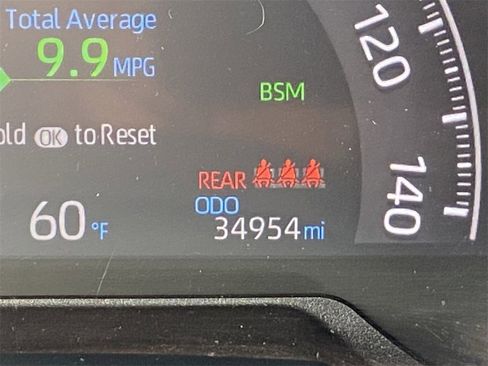 Total Average
9.9 MPG
120
BSM
old OK to Reset
REAR
ODO
60 °F
34954 mi
140